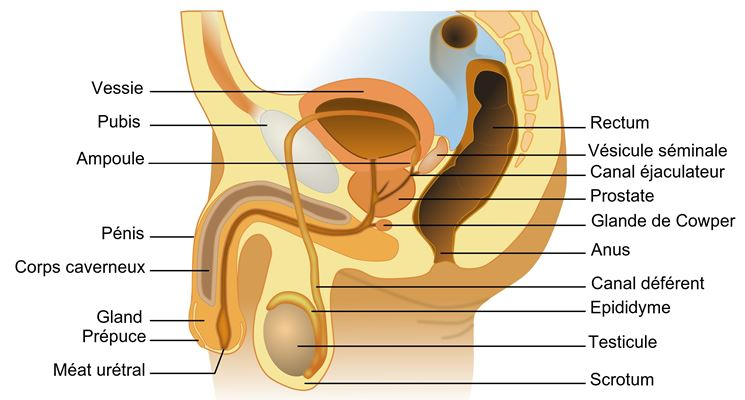 Vessie
Pubis
Ampoule
Pénis
Corps caverneux
Gland
Prépuce
Méat urétral
Rectum
Vésicule séminale
Canal éjaculateur
Prostate
Glande de Cowper
Anus
Canal déférent
Epididyme
Testicule
Scrotum